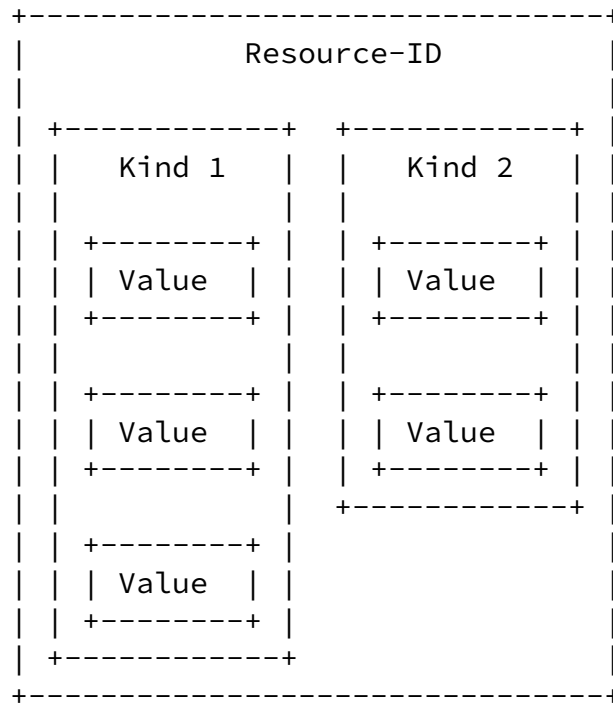 Resource-ID
Kind 1 Kind 2
Value Value
Value Value
Value